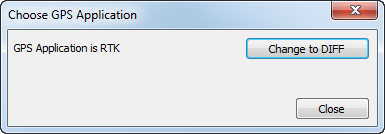 Choose GPS Application
GPS Application is RTK
Change to DIFF
Close